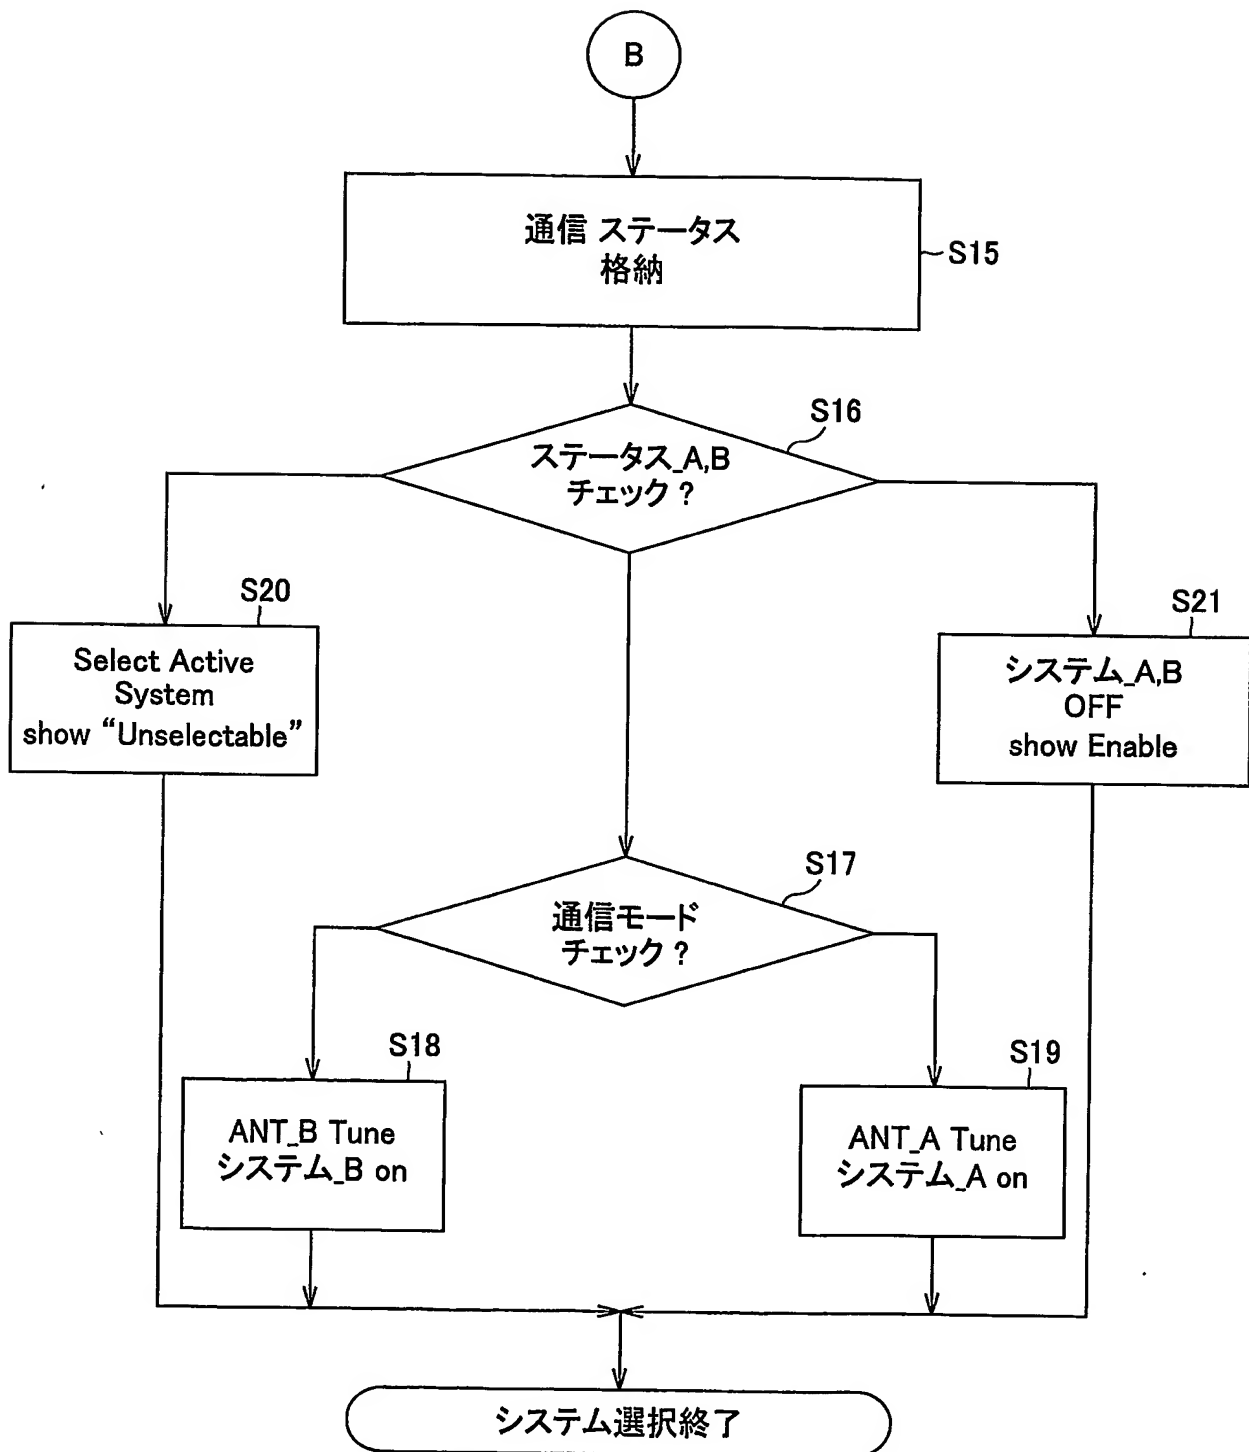 B
通信 ステータス
格納
S15
S16
ステータス_A,B
チェック?
S20
Select Active
System
show “Unselectable”
S21
システム_A,B
OFF
show Enable
S17
通信モード
チェック?
S18
ANT_B Tune
システム_B on
S19
ANT_A Tune
システム_A on
システム選択終了